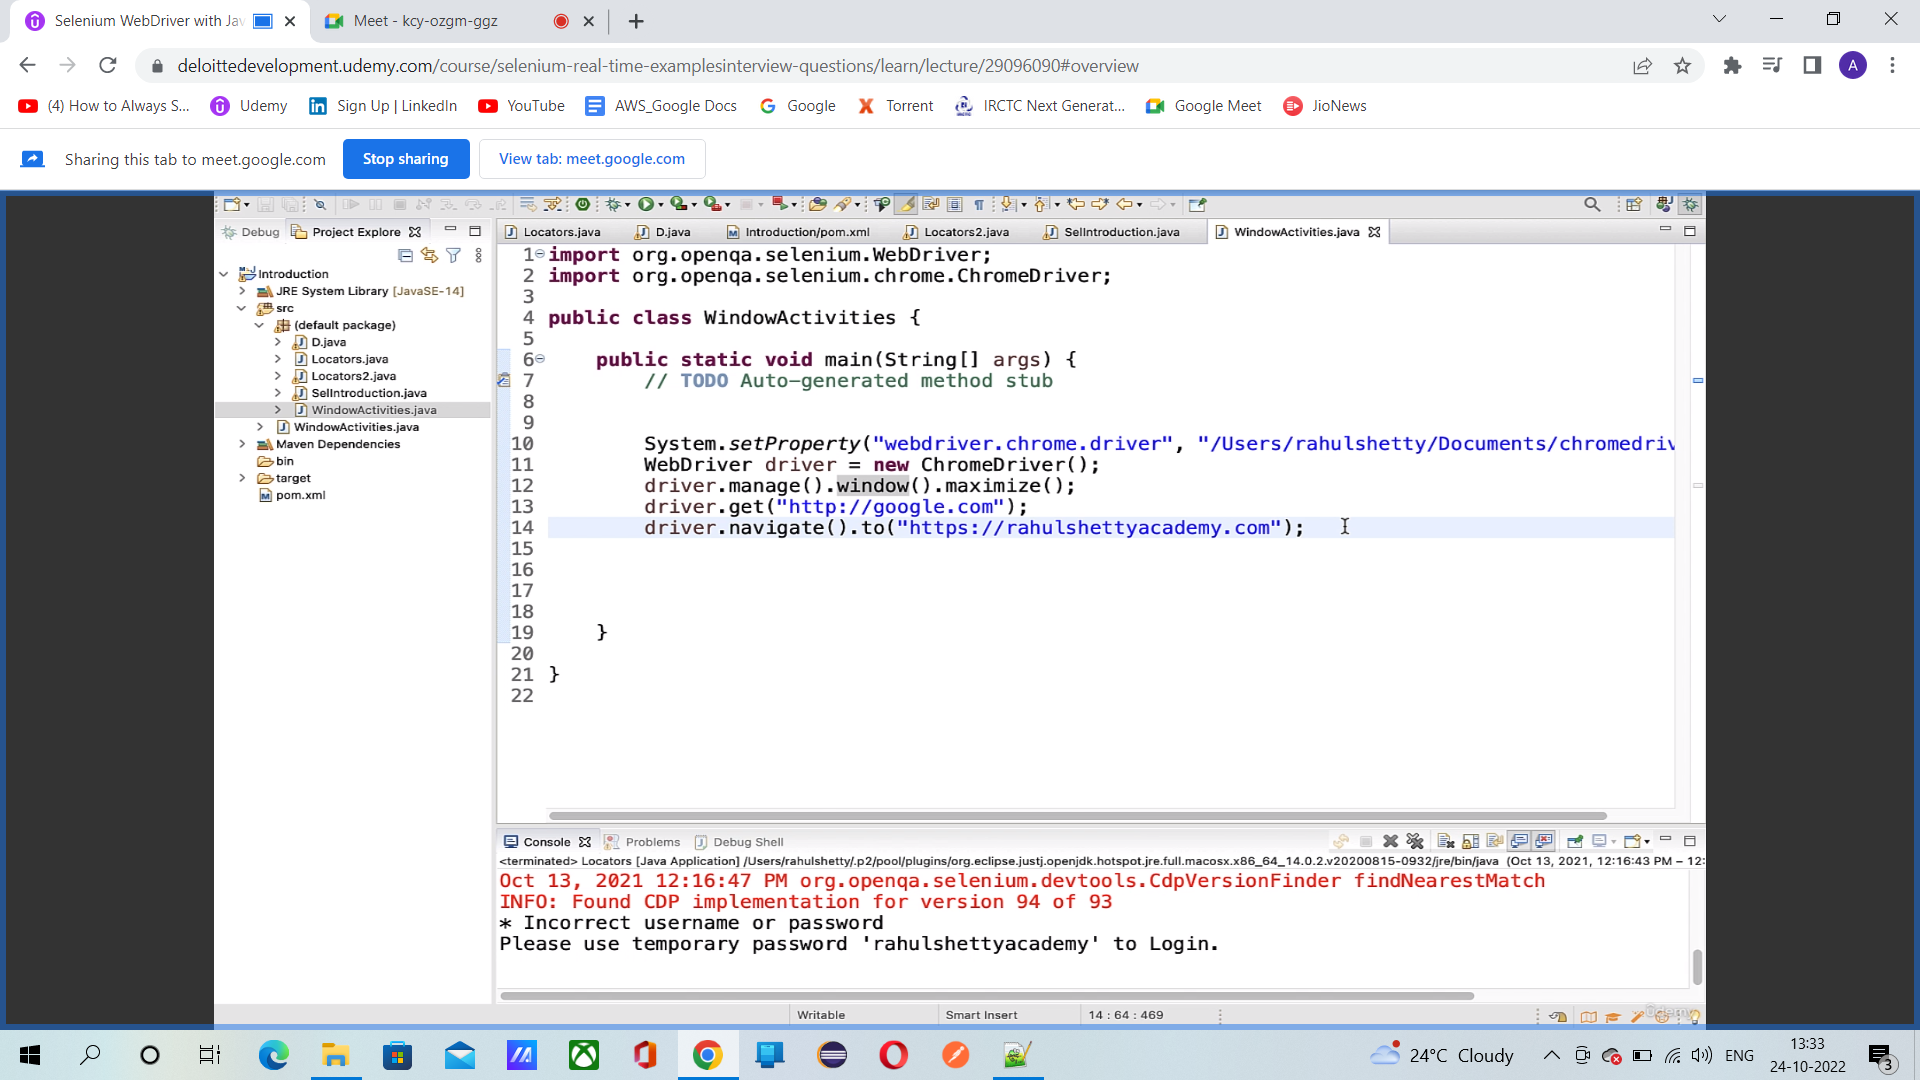 Selenium WebDriver with Jav
Meet - kcy-ozgm-ggz
deloittedevelopment.udemy.com/course/selenium-real-time-examplesinterview-questions/learn/lecture/29096090#overview
A
(4) How to Always S...
Udemy
Sign Up | LinkedIn
YouTube
AWS_Google Docs
Google
Torrent
IRCTC Next Generat...
Google Meet
JioNews
Sharing this tab to meet.google.com
Stop sharing
View tab: meet.google.com
Debug
Project Explore
Locators.java
D.java
Introduction/pom.xml
Locators2.java
SelIntroduction.java
WindowActivities.java
Introduction
JRE System Library [JavaSE-14]
src
(default package)
D.java
Locators.java
Locators2.java
SelIntroduction.java
WindowActivities.java
WindowActivities.java
Maven Dependencies
bin
target
pom.xml
1 import org.openqa.selenium.WebDriver;
2 import org.openqa.selenium.chrome.ChromeDriver;
3
4 public class WindowActivities {
5
6 public static void main(String[] args) {
7 // TODO Auto-generated method stub
8
9
10 System.setProperty("webdriver.chrome.driver", "/Users/rahulshetty/Documents/chromedriv
11 WebDriver driver = new ChromeDriver();
12 driver.manage().window().maximize();
13 driver.get("http://google.com");
14 driver.navigate().to("https://rahulshettyacademy.com");
15
16
17
18
19 }
20
21 }
22
Console
Problems
Debug Shell
<terminated> Locators [Java Application] /Users/rahulshetty/.p2/pool/plugins/org.eclipse.justj.openjdk.hotspot.jre.full.macosx.x86_64_14.0.2.v20200815-0932/jre/bin/java (Oct 13, 2021, 12:16:43 PM – 12:
Oct 13, 2021 12:16:47 PM org.openqa.selenium.devtools.CdpVersionFinder findNearestMatch
INFO: Found CDP implementation for version 94 of 93
* Incorrect username or password
Please use temporary password 'rahulshettyacademy' to Login.
Writable
Smart Insert
14 : 64 : 469
Udemy
24°C Cloudy
ENG
13:33
24-10-2022
3